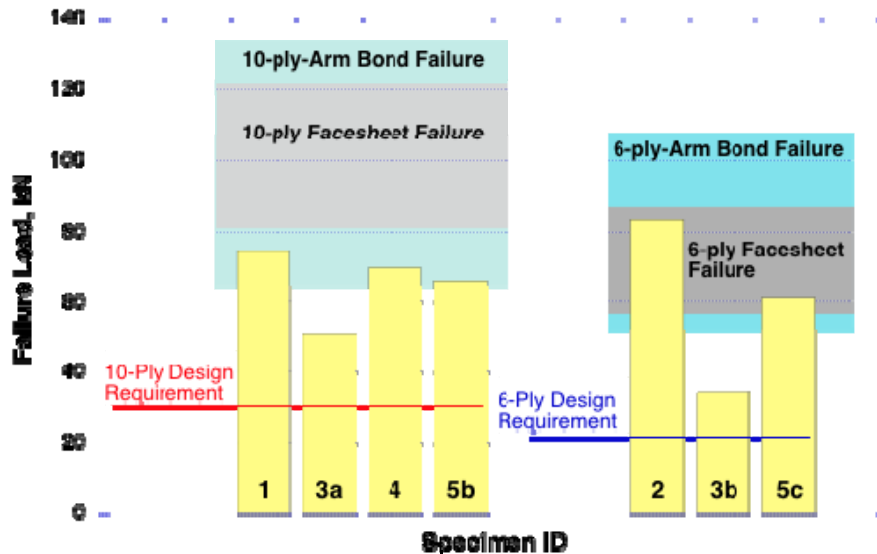 140
120
100
80
60
40
20
0
Failure Load, kN
10-ply-Arm Bond Failure
10-ply Facesheet Failure
6-ply-Arm Bond Failure
6-ply Facesheet
Failure
10-Ply Design
Requirement
6-Ply Design
Requirement
1
3a
4
5b
2
3b
5c
Specimen ID